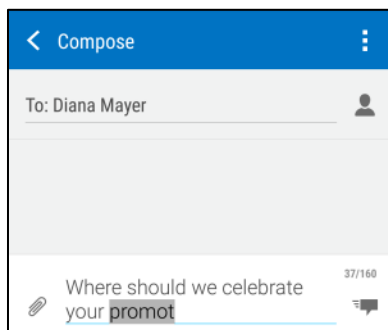 Compose
To: Diana Mayer
37/160
Where should we celebrate
your promot